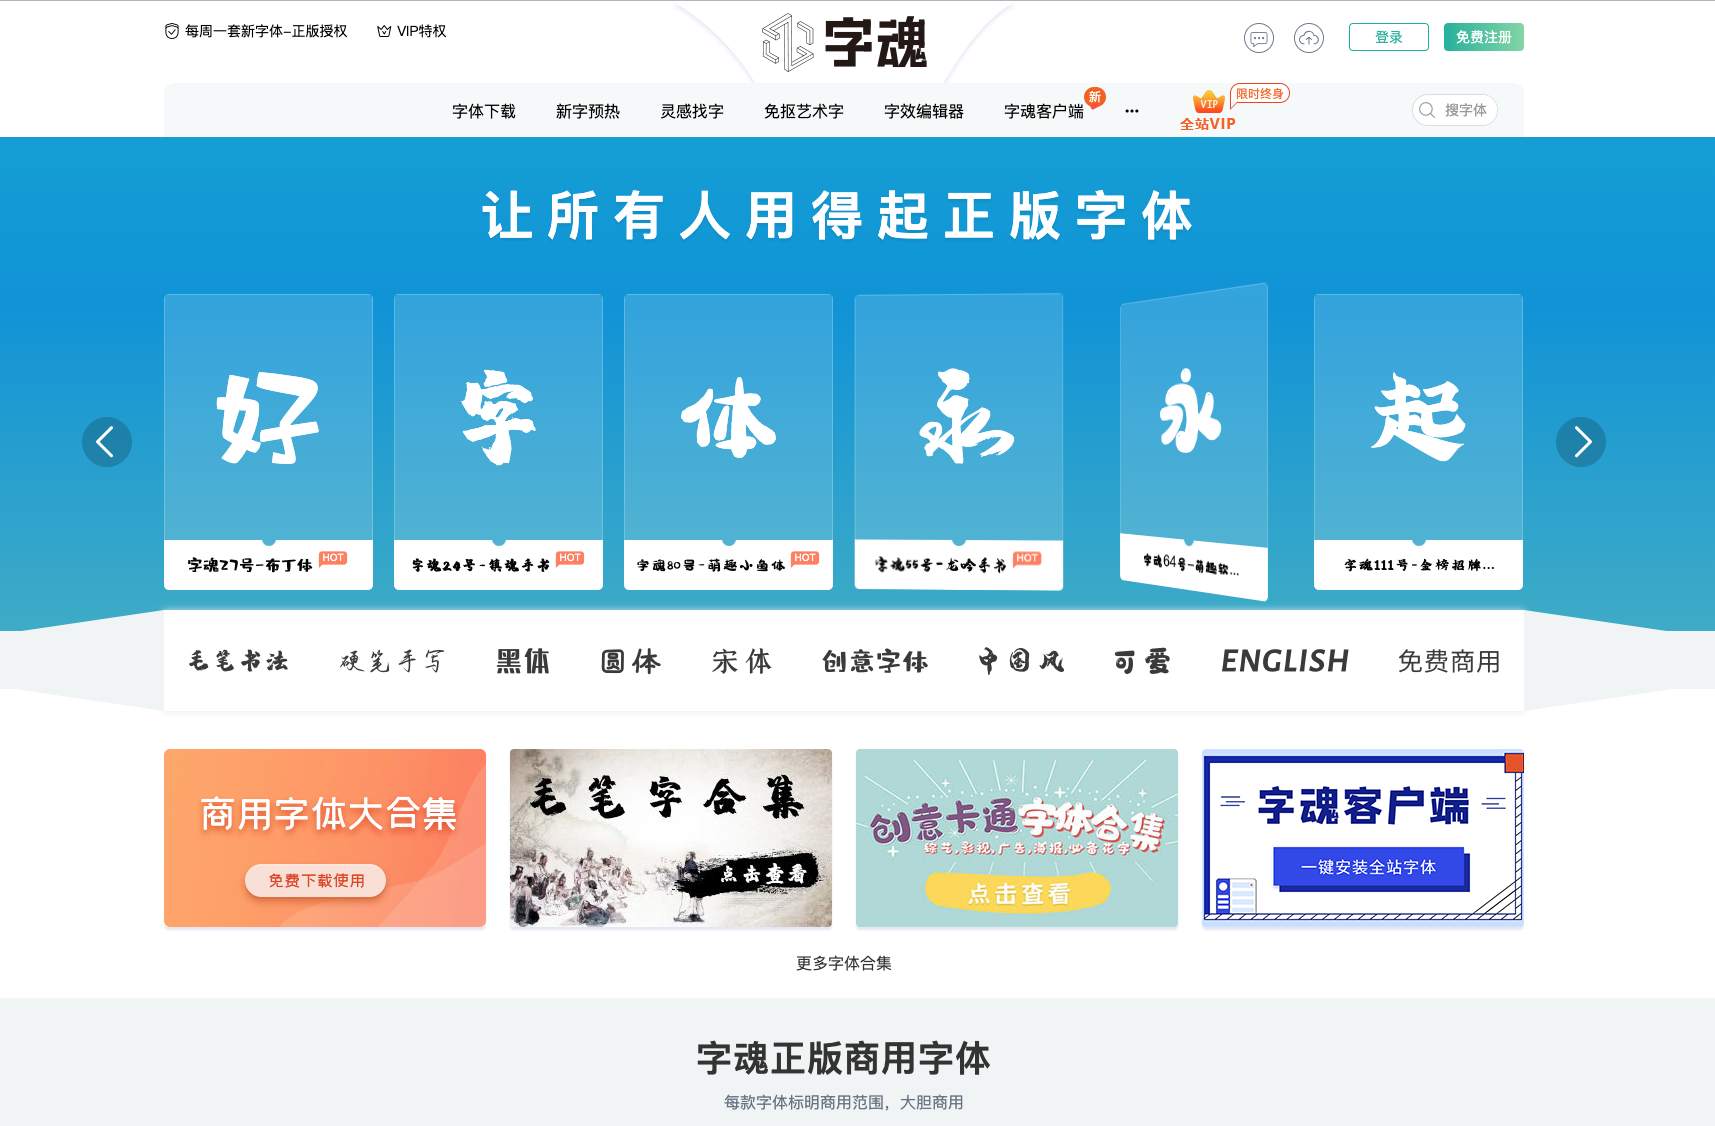 每周一套新字体–正版授权
VIP特权
字魂
登录
免费注册
字体下载
新字预热
灵感找字
免抠艺术字
字效编辑器
字魂客户端
新
···
VIP
全站VIP
限时终身
搜字体
让所有人用得起正版字体
好
字
体
永
永
起
字魂27号-布丁体
HOT
字魂24号-镇魂手书
HOT
字魂80号-萌趣小鱼体
HOT
字魂55号-龙吟手书
HOT
字魂64号-萌趣软...
字魂111号-金榜招牌...
毛笔书法
硬笔手写
黑体
圆体
宋体
创意字体
中国风
可爱
ENGLISH
免费商用
商用字体大合集
免费下载使用
毛笔字合集
点击查看
创意卡通字体合集
综艺,影视,广告,海报,必备花字
点击查看
字魂客户端
一键安装全站字体
更多字体合集
字魂正版商用字体
每款字体标明商用范围，大胆商用